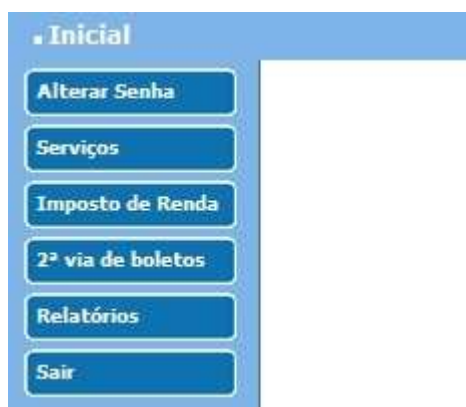 Inicial
Alterar Senha
Serviços
Imposto de Renda
2ª via de boletos
Relatórios
Sair